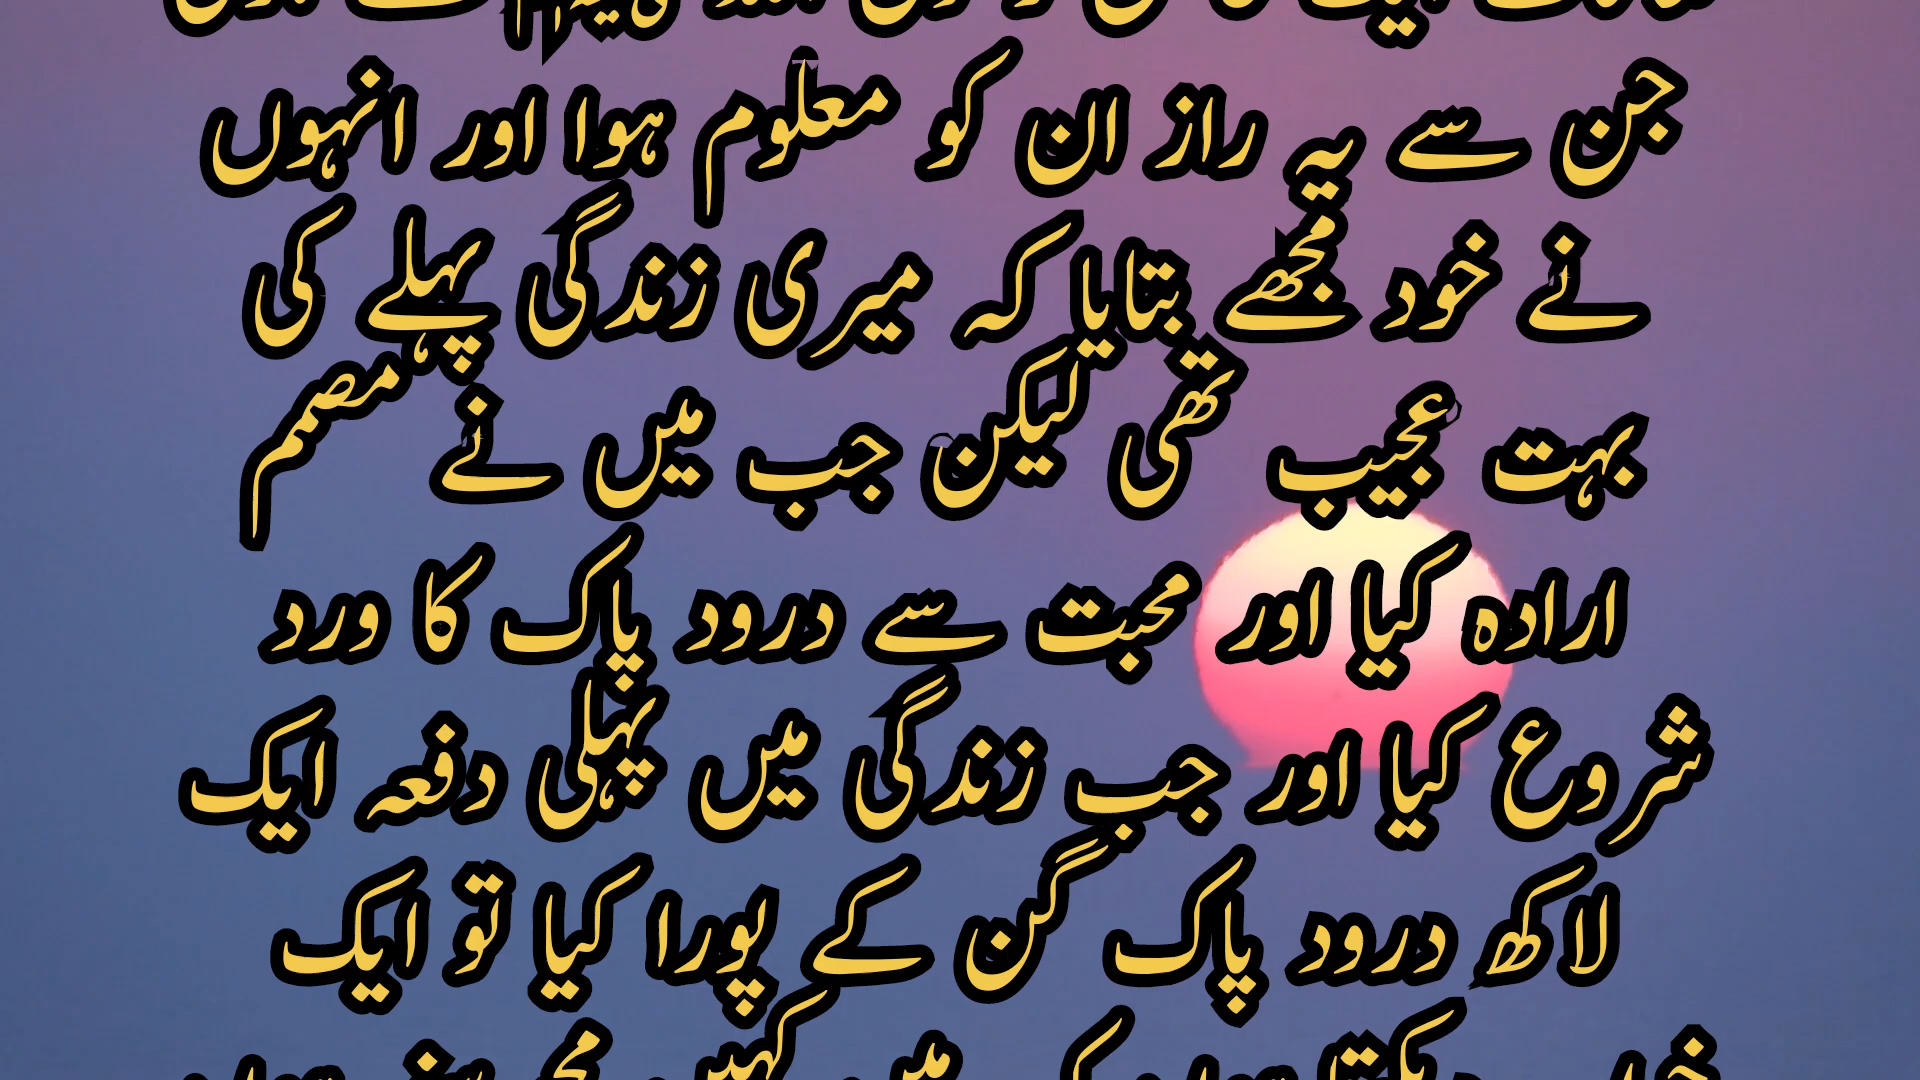 جن سے یہ راز ان کو معلوم ہوا اور انہوں
نے خود مجھے بتایا کہ میری زندگی پہلے کی
بہت عجیب تھی لیکن جب میں نے مصمم
ارادہ کیا اور محبت سے درود پاک کا ورد
شروع کیا اور جب زندگی میں پہلی دفعہ ایک
لاکھ درود پاک گن کے پورا کیا تو ایک